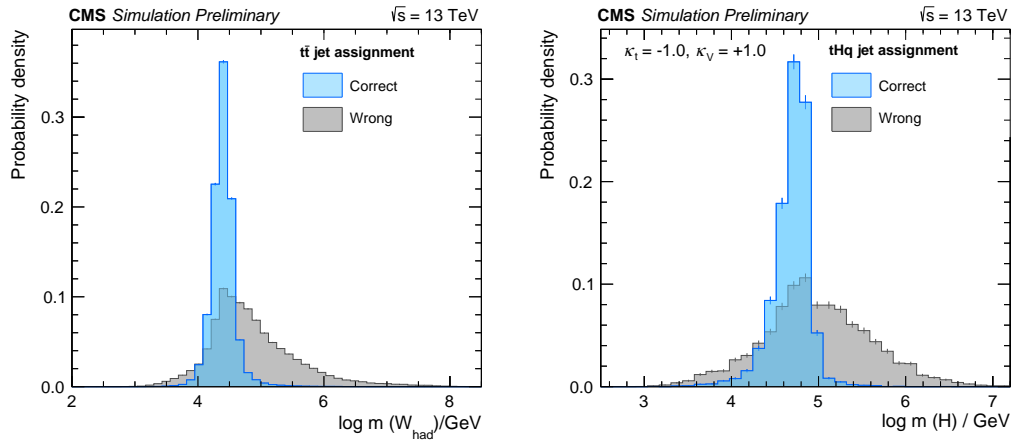 CMS Simulation Preliminary √s = 13 TeV
Probability density
tt̄ jet assignment
Correct
Wrong
0.3
0.2
0.1
0.0
2 4 6 8
log m (W_had)/GeV
CMS Simulation Preliminary √s = 13 TeV
Probability density
κ_t = -1.0, κ_V = +1.0
tHq jet assignment
Correct
Wrong
0.3
0.2
0.1
0.0
3 4 5 6 7
log m (H) / GeV